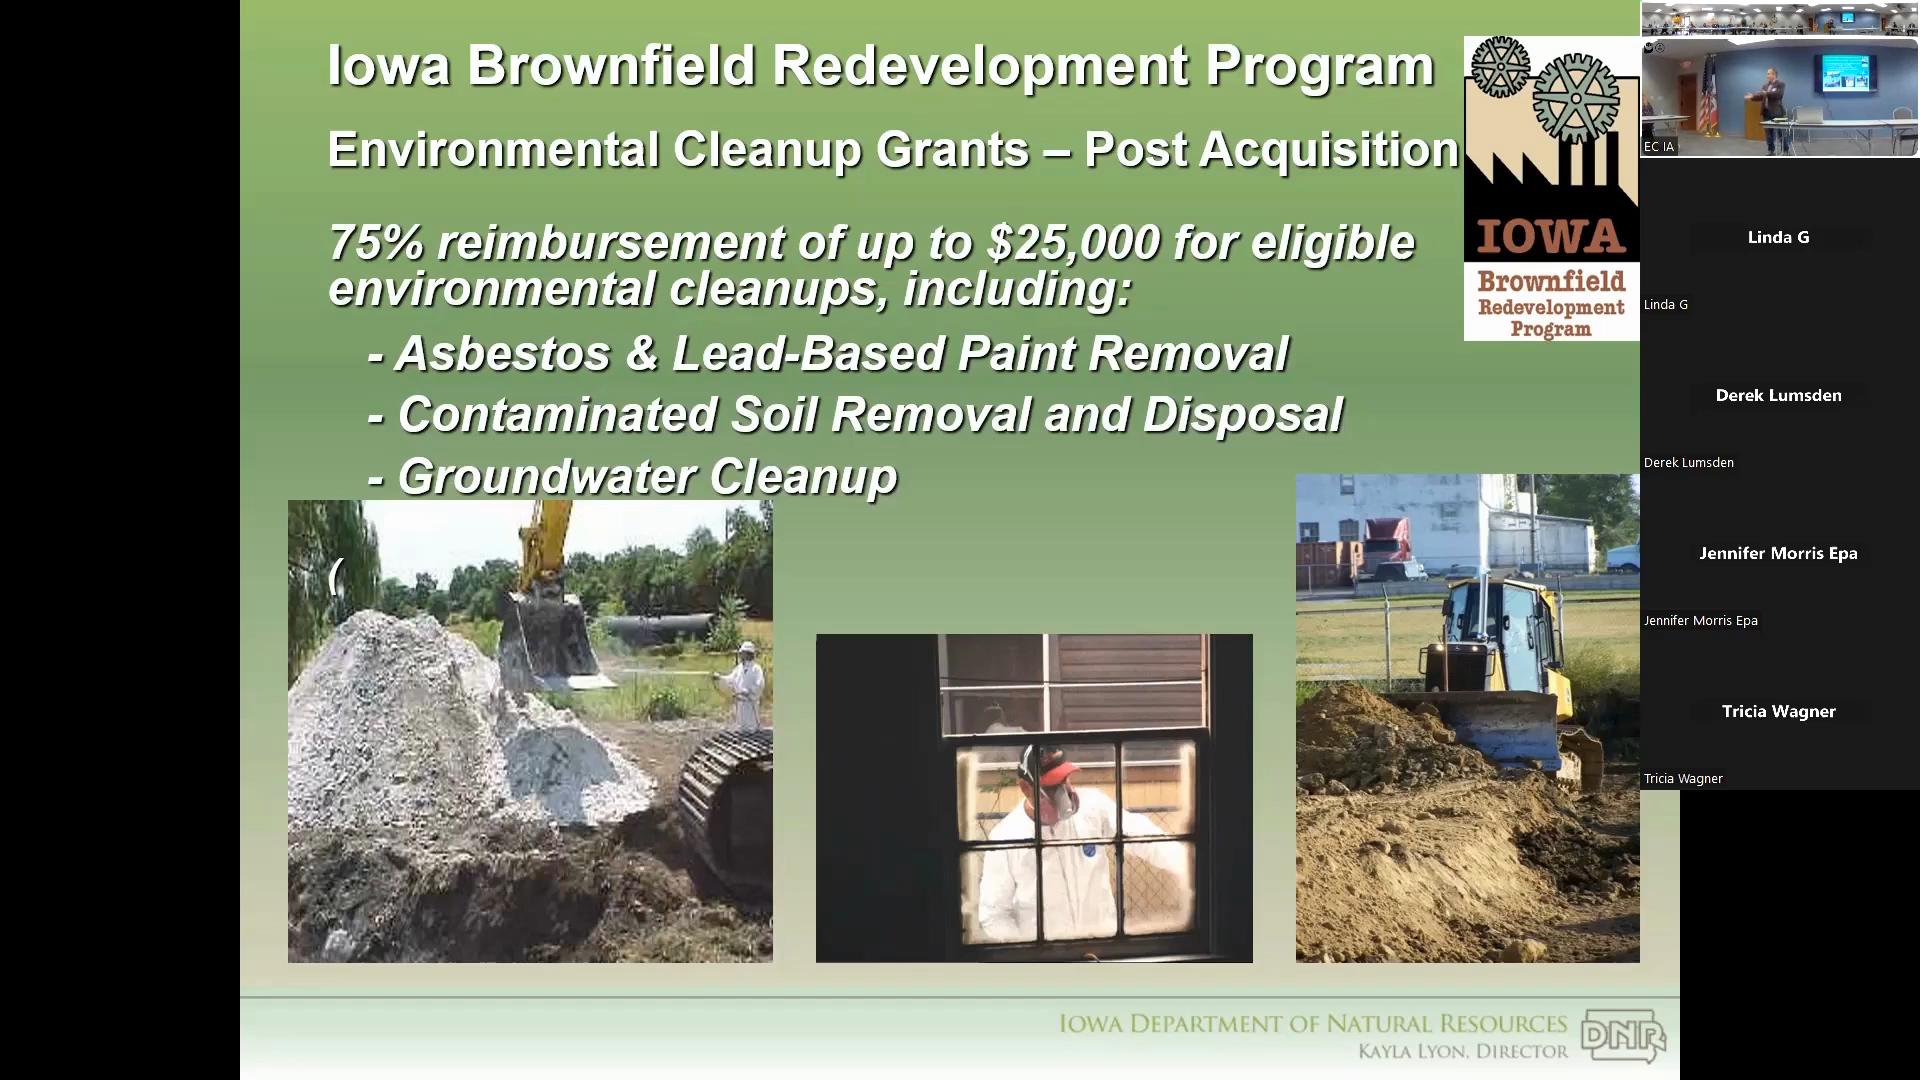 Iowa Brownfield Redevelopment Program
Environmental Cleanup Grants – Post Acquisition
75% reimbursement of up to $25,000 for eligible
environmental cleanups, including:
- Asbestos & Lead-Based Paint Removal
- Contaminated Soil Removal and Disposal
- Groundwater Cleanup
(
IOWA
Brownfield
Redevelopment
Program
IOWA DEPARTMENT OF NATURAL RESOURCES
KAYLA LYON, DIRECTOR
DNR
EC IA
Linda G
Linda G
Derek Lumsden
Derek Lumsden
Jennifer Morris Epa
Jennifer Morris Epa
Tricia Wagner
Tricia Wagner